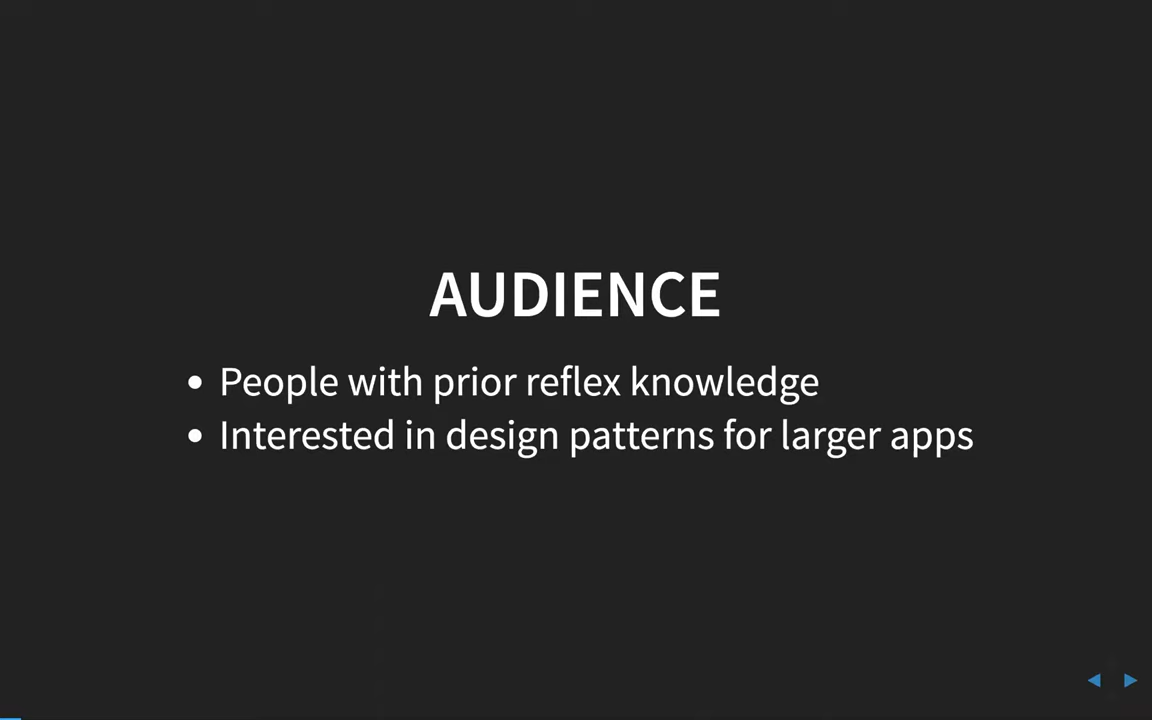 AUDIENCE
• People with prior reflex knowledge
• Interested in design patterns for larger apps